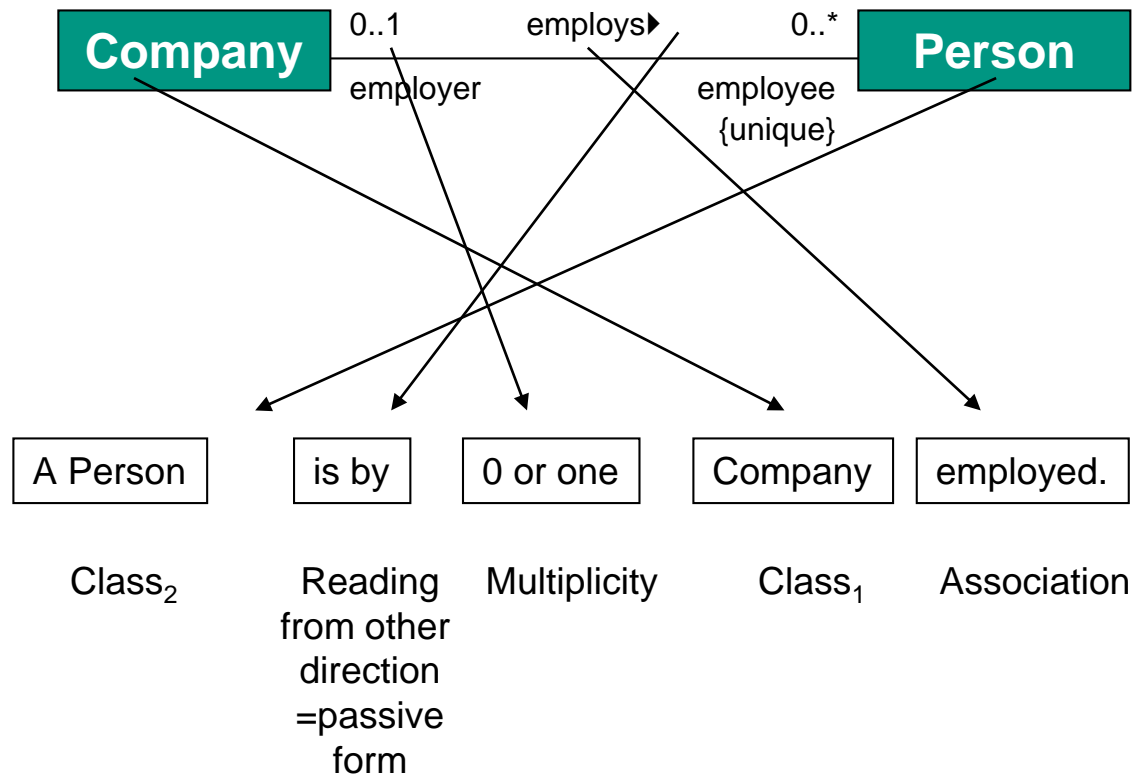 0..1 employs▶ 0..*
Company Person
employer employee
{unique}
A Person is by 0 or one Company employed.
Class₂ Reading Multiplicity Class₁ Association
from other
direction
=passive
form